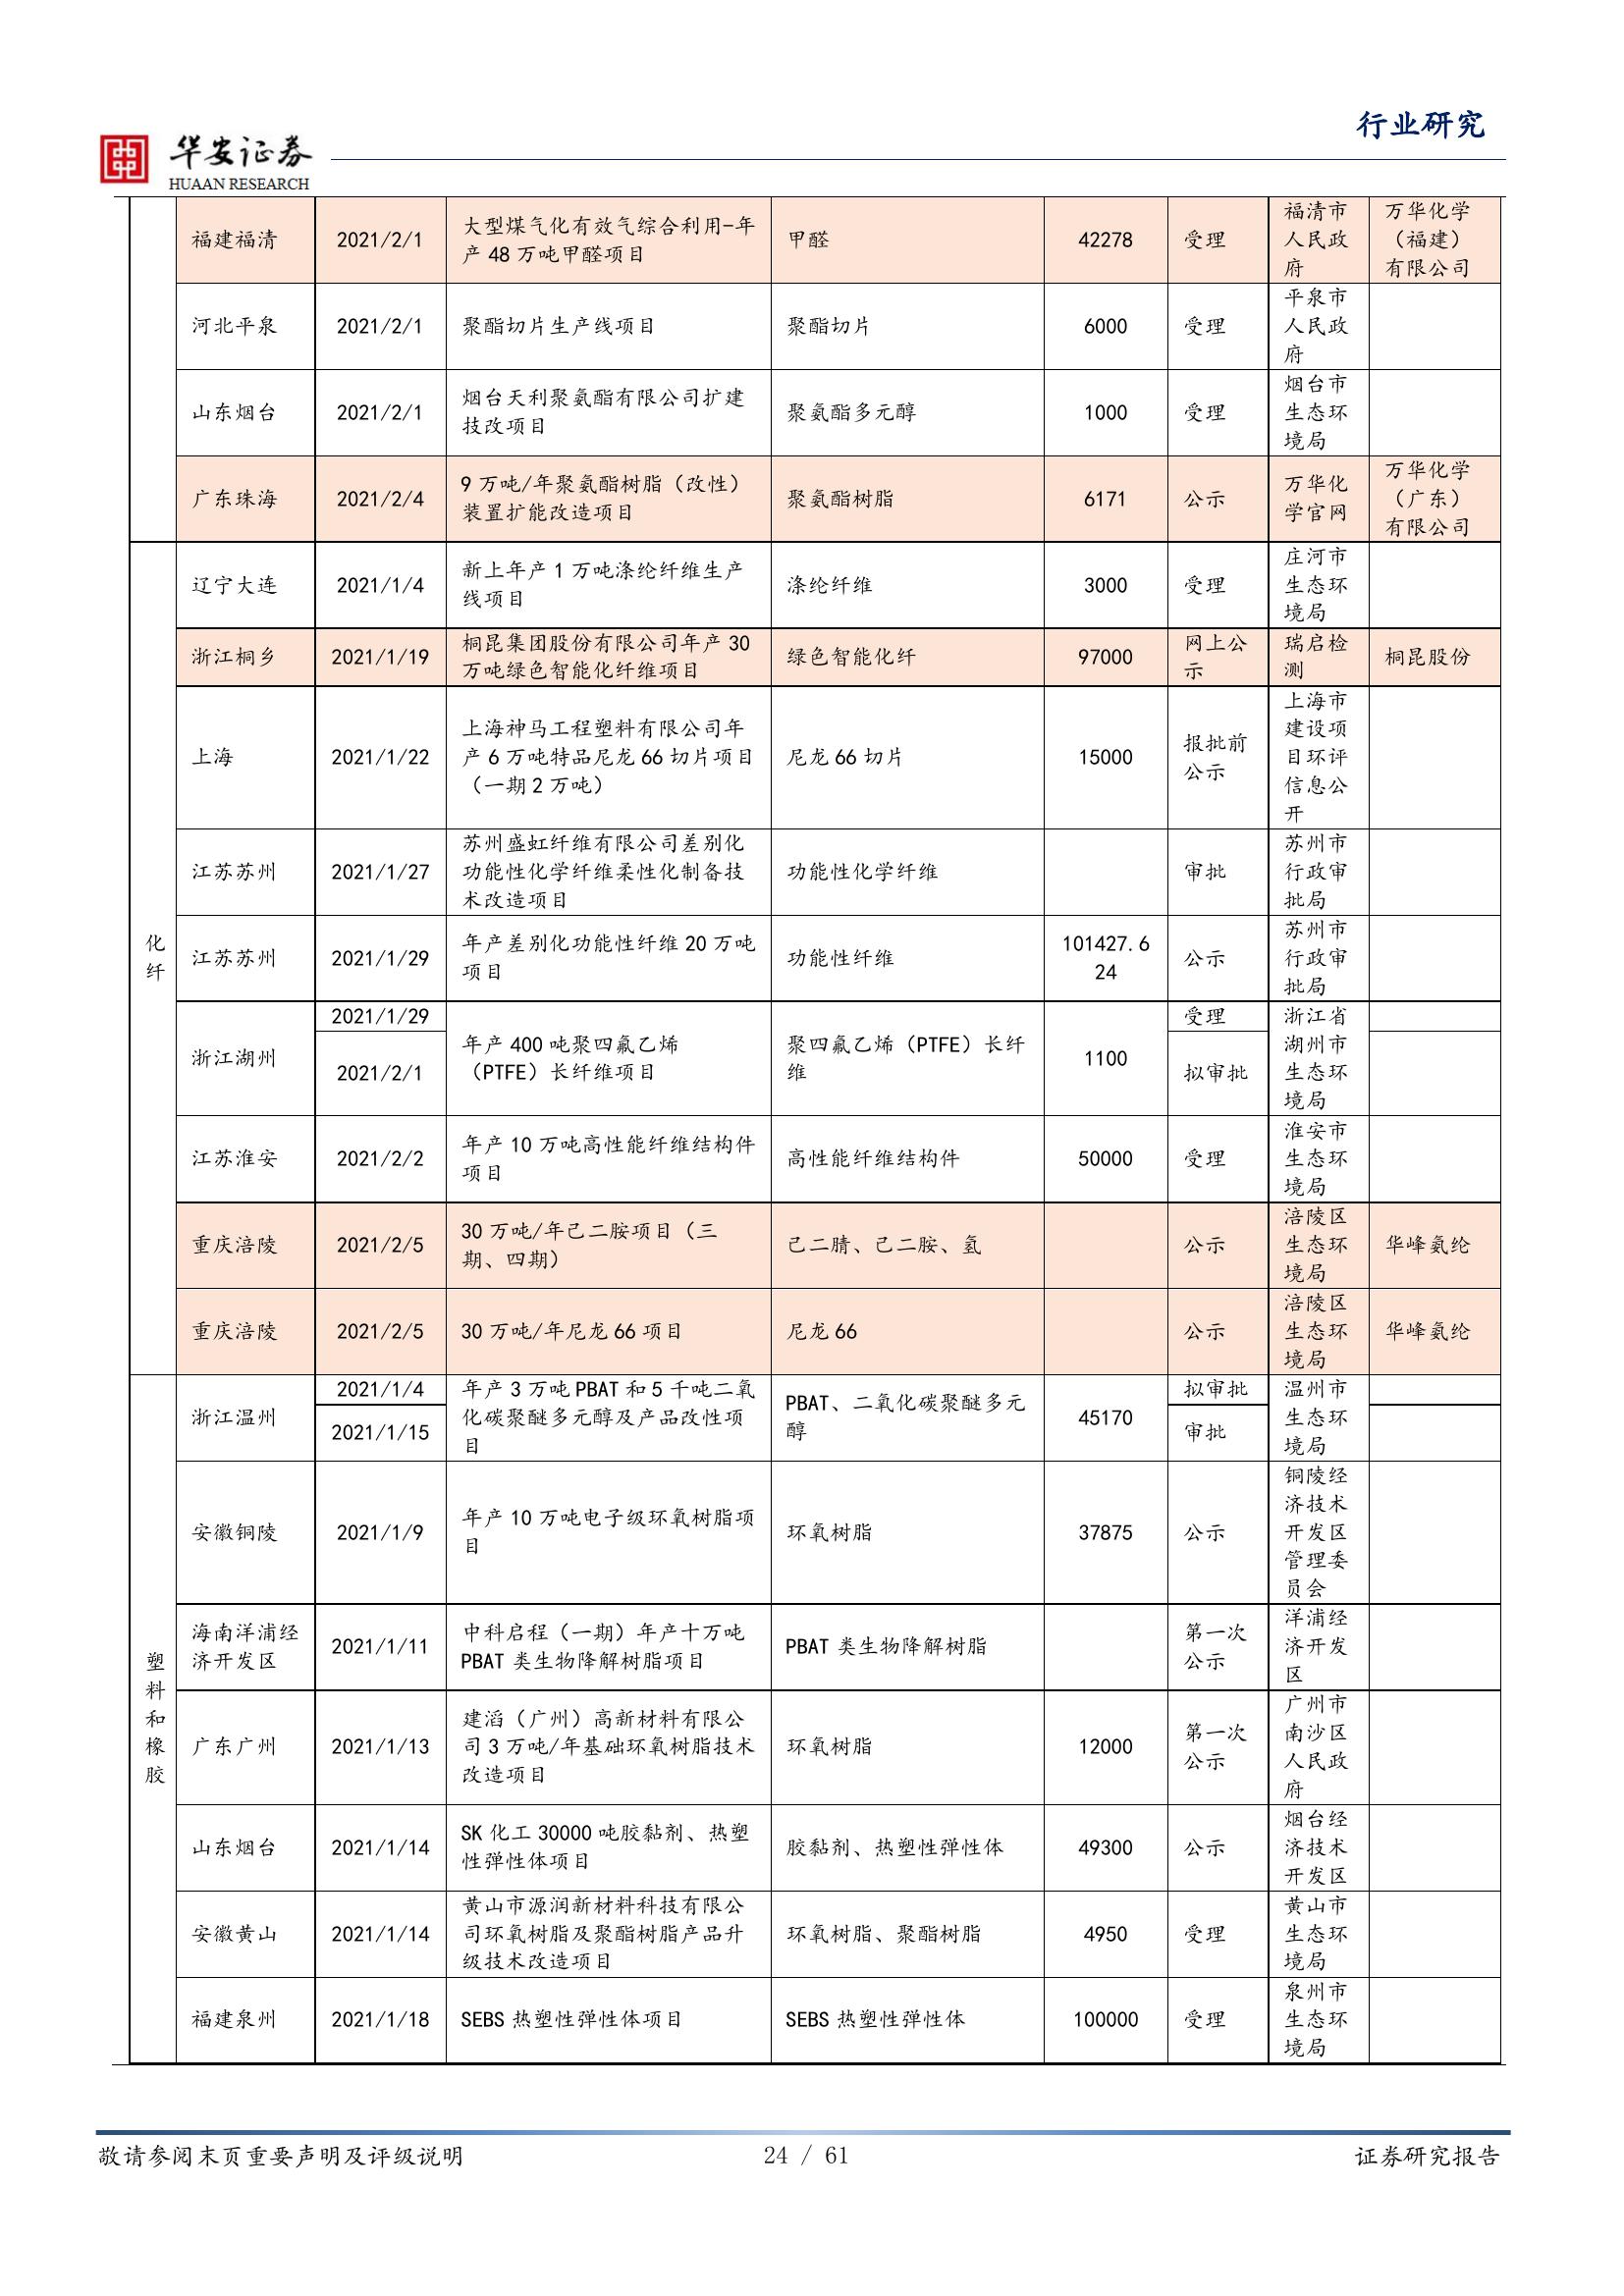 行业研究
华安证券
HUAAN RESEARCH
福建福清 2021/2/1 大型煤气化有效气综合利用-年产 48 万吨甲醛项目 甲醛 42278 受理 福清市人民政府 万华化学（福建）有限公司
河北平泉 2021/2/1 聚酯切片生产线项目 聚酯切片 6000 受理 平泉市人民政府
山东烟台 2021/2/1 烟台天利聚氨酯有限公司扩建技改项目 聚氨酯多元醇 1000 受理 烟台市生态环境局
广东珠海 2021/2/4 9 万吨/年聚氨酯树脂（改性）装置扩能改造项目 聚氨酯树脂 6171 公示 万华化学官网 万华化学（广东）有限公司
化纤
辽宁大连 2021/1/4 新上年产 1 万吨涤纶纤维生产线项目 涤纶纤维 3000 受理 庄河市生态环境局
浙江桐乡 2021/1/19 桐昆集团股份有限公司年产 30 万吨绿色智能化纤维项目 绿色智能化纤 97000 网上公示 瑞启检测 桐昆股份
上海 2021/1/22 上海神马工程塑料有限公司年产 6 万吨特品尼龙 66 切片项目（一期 2 万吨） 尼龙 66 切片 15000 报批前公示 上海市建设项目环评信息公开
江苏苏州 2021/1/27 苏州盛虹纤维有限公司差别化功能性化学纤维柔性化制备技术改造项目 功能性化学纤维 审批 苏州市行政审批局
江苏苏州 2021/1/29 年产差别化功能性纤维 20 万吨项目 功能性纤维 101427.624 公示 苏州市行政审批局
浙江湖州 2021/1/29 年产 400 吨聚四氟乙烯（PTFE）长纤维项目 聚四氟乙烯（PTFE）长纤维 1100 受理 浙江省湖州市生态环境局
2021/2/1 拟审批
江苏淮安 2021/2/2 年产 10 万吨高性能纤维结构件项目 高性能纤维结构件 50000 受理 淮安市生态环境局
重庆涪陵 2021/2/5 30 万吨/年己二胺项目（三期、四期） 己二腈、己二胺、氢 公示 涪陵区生态环境局 华峰氨纶
重庆涪陵 2021/2/5 30 万吨/年尼龙 66 项目 尼龙 66 公示 涪陵区生态环境局 华峰氨纶
塑料和橡胶
浙江温州 2021/1/4 年产 3 万吨 PBAT 和 5 千吨二氧化碳聚醚多元醇及产品改性项目 PBAT、二氧化碳聚醚多元醇 45170 拟审批 温州市生态环境局
2021/1/15 审批
安徽铜陵 2021/1/9 年产 10 万吨电子级环氧树脂项目 环氧树脂 37875 公示 铜陵经济技术开发区管理委员会
海南洋浦经济开发区 2021/1/11 中科启程（一期）年产十万吨 PBAT 类生物降解树脂项目 PBAT 类生物降解树脂 第一次公示 洋浦经济开发区
广东广州 2021/1/13 建滔（广州）高新材料有限公司 3 万吨/年基础环氧树脂技术改造项目 环氧树脂 12000 第一次公示 广州市南沙区人民政府
山东烟台 2021/1/14 SK 化工 30000 吨胶黏剂、热塑性弹性体项目 胶黏剂、热塑性弹性体 49300 公示 烟台经济技术开发区
安徽黄山 2021/1/14 黄山市源润新材料科技有限公司环氧树脂及聚酯树脂产品升级技术改造项目 环氧树脂、聚酯树脂 4950 受理 黄山市生态环境局
福建泉州 2021/1/18 SEBS 热塑性弹性体项目 SEBS 热塑性弹性体 100000 受理 泉州市生态环境局
敬请参阅末页重要声明及评级说明 24 / 61 证券研究报告